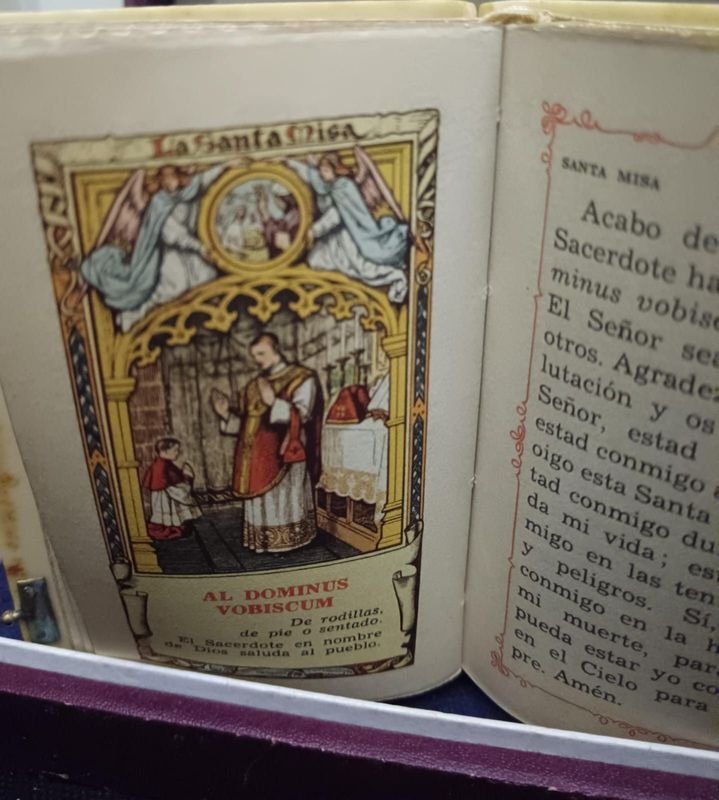 La Santa Misa
AL DOMINUS
VOBISCUM
De rodillas,
de pie o sentado.
El Sacerdote en nombre
de Dios saluda al pueblo.
SANTA MISA
Acabo de
Sacerdote ha
minus vobisc
El Señor sea
otros. Agradez
lutación y os
Señor, estad
estad conmigo
oigo esta Santa
tad conmigo du
da mi vida; es
migo en las ten
y peligros. Sí,
conmigo en la h
mi muerte, par
pueda estar yo co
en el Cielo para
pre. Amén.